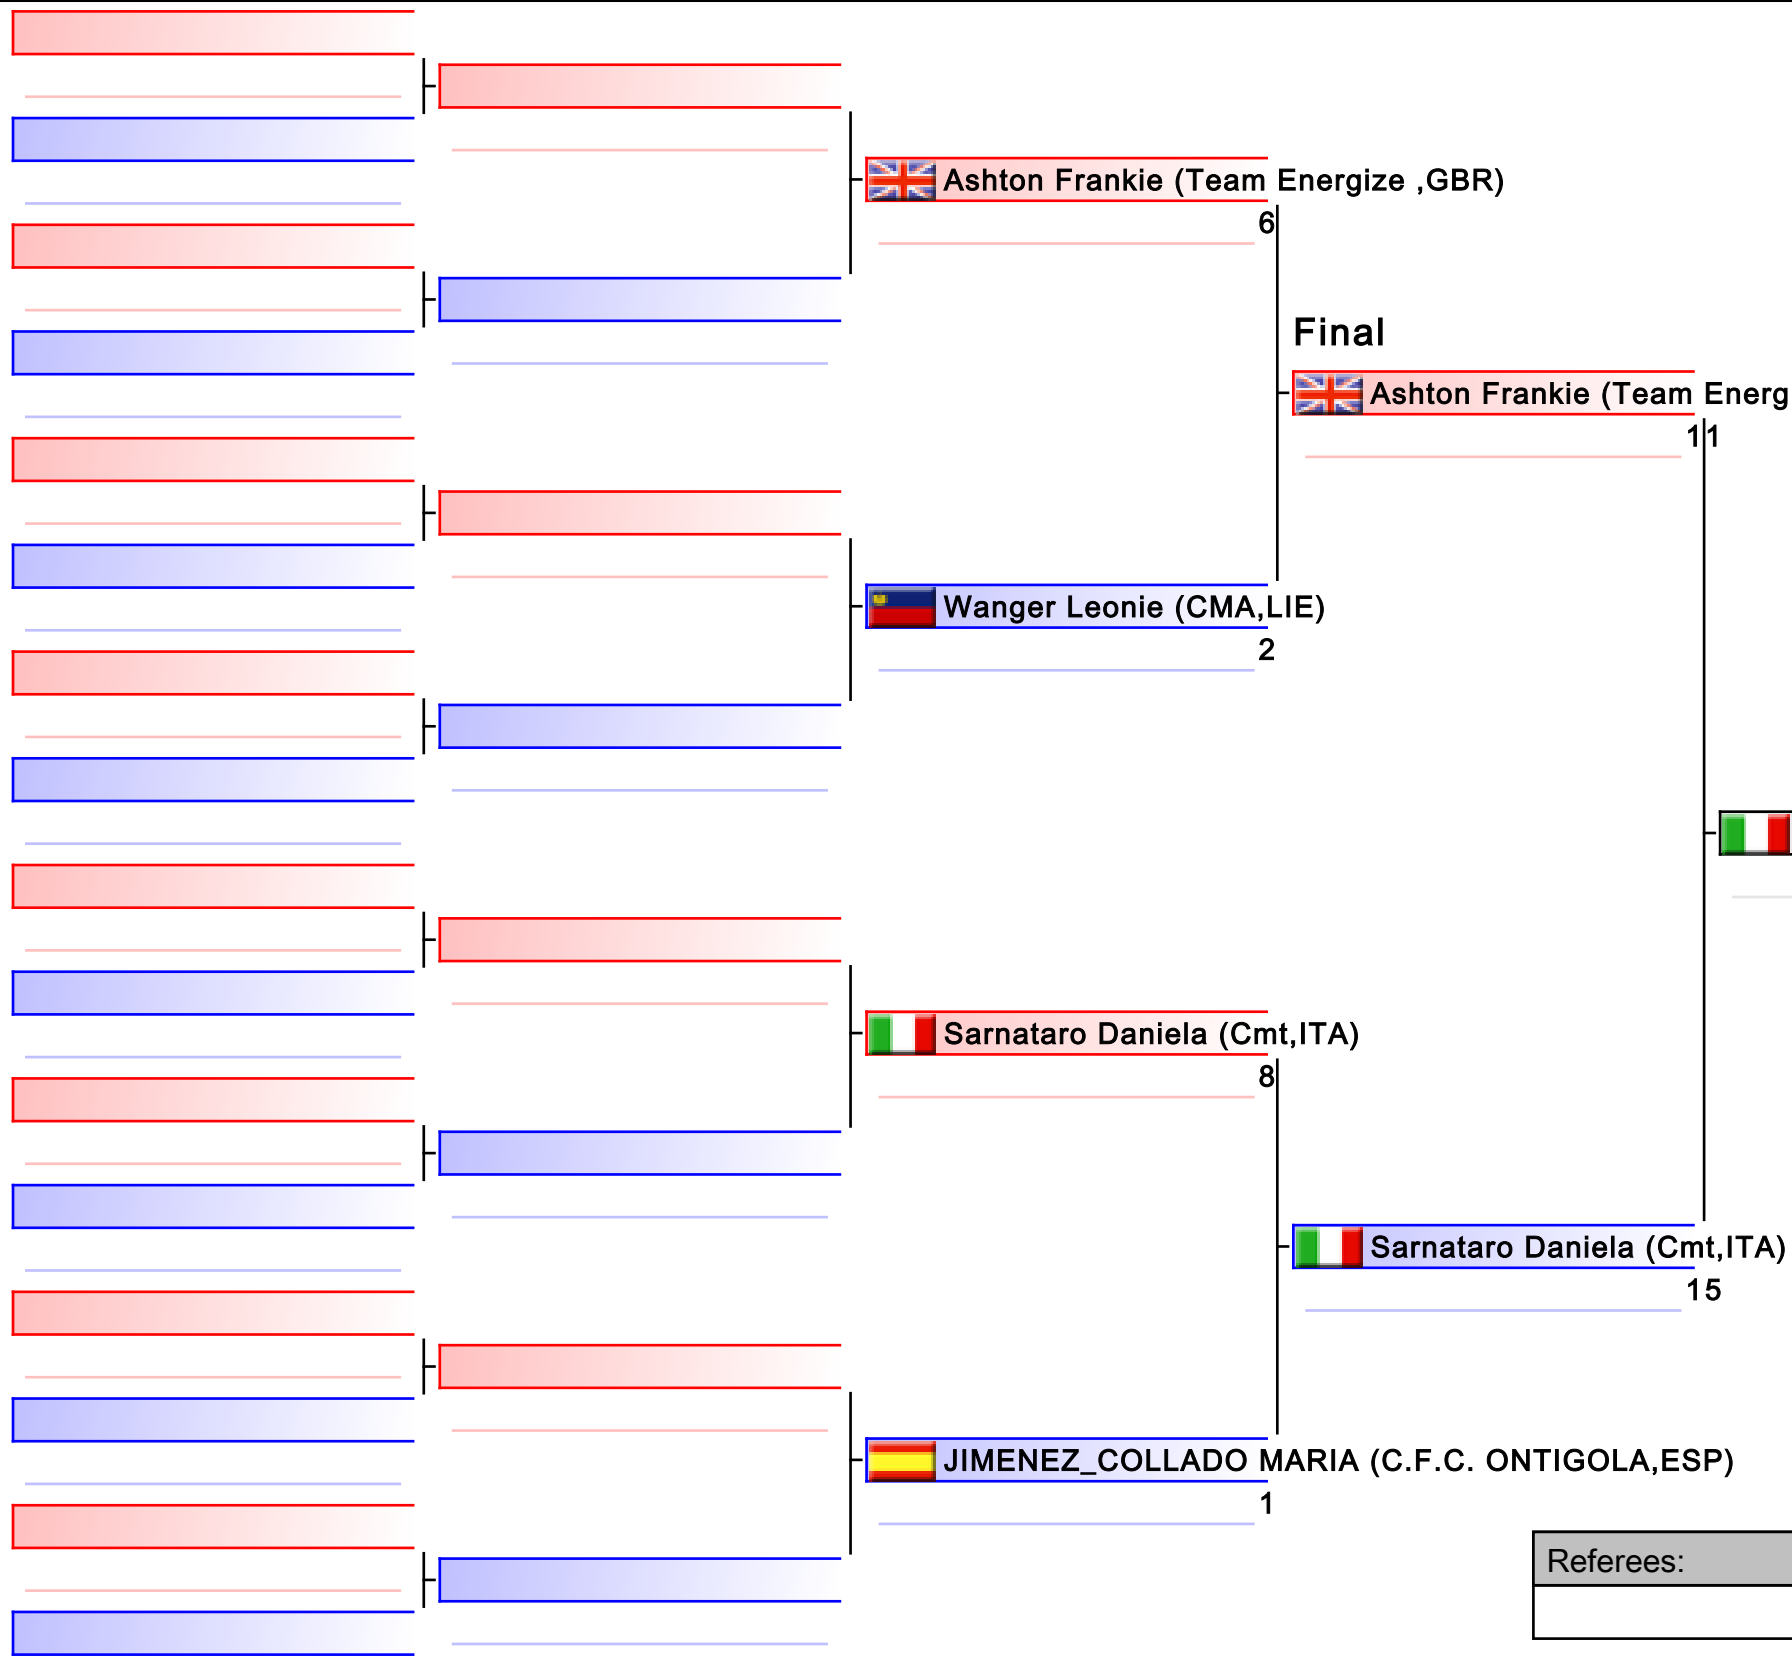 Ashton Frankie (Team Energize ,GBR)
6
Final
Ashton Frankie (Team Energ
11
Wanger Leonie (CMA,LIE)
2
Sarnataro Daniela (Cmt,ITA)
8
Sarnataro Daniela (Cmt,ITA)
15
JIMENEZ_COLLADO MARIA (C.F.C. ONTIGOLA,ESP)
1
Referees: